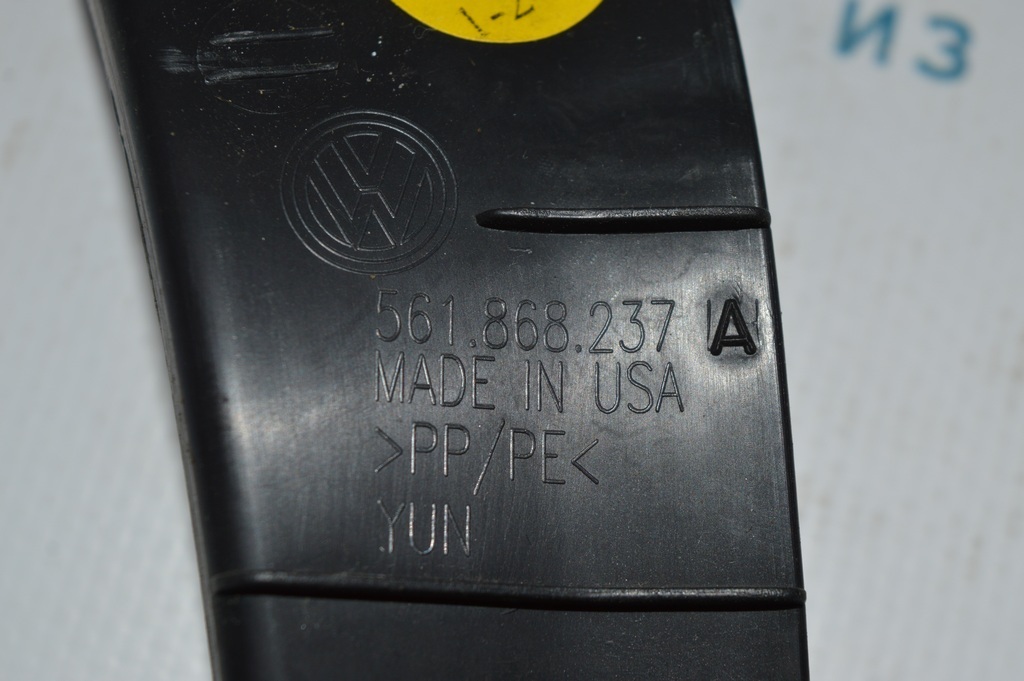 ИЗ
561.868.237 A
MADE IN USA
>PP/PE<
YUN